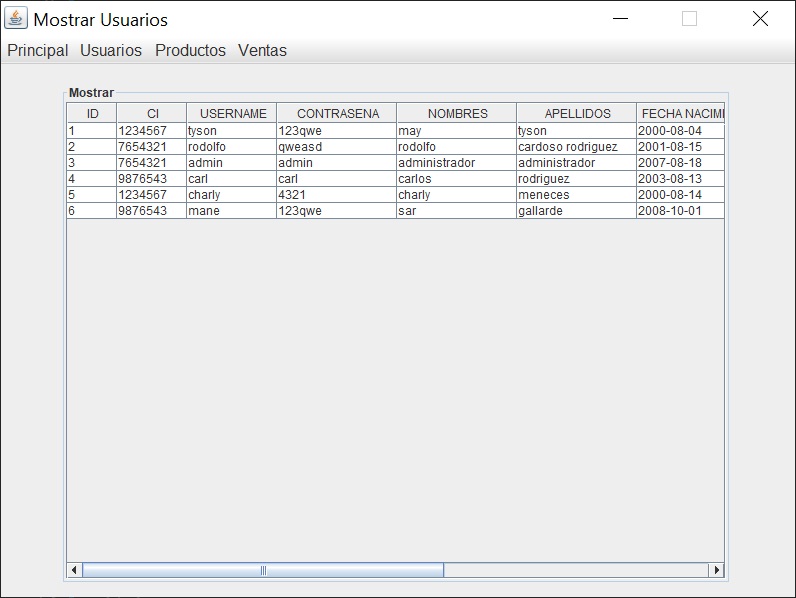 Mostrar Usuarios
Principal Usuarios Productos Ventas
Mostrar
ID CI USERNAME CONTRASENA NOMBRES APELLIDOS FECHA NACIMI
1 1234567 tyson 123qwe may tyson 2000-08-04
2 7654321 rodolfo qweasd rodolfo cardoso rodriguez 2001-08-15
3 7654321 admin admin administrador administrador 2007-08-18
4 9876543 carl carl carlos rodriguez 2003-08-13
5 1234567 charly 4321 charly meneces 2000-08-14
6 9876543 mane 123qwe sar gallarde 2008-10-01